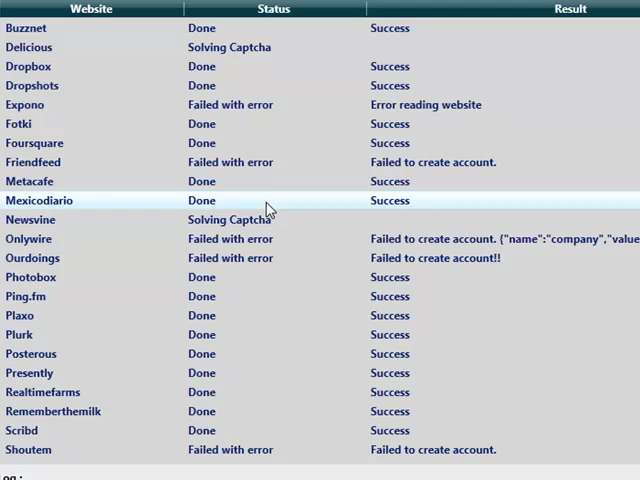 Website Status Result
Buzznet Done Success
Delicious Solving Captcha
Dropbox Done Success
Dropshots Done Success
Expono Failed with error Error reading website
Fotki Done Success
Foursquare Done Success
Friendfeed Failed with error Failed to create account.
Metacafe Done Success
Mexicodiario Done Success
Newsvine Solving Captcha
Onlywire Failed with error Failed to create account. {"name":"company","value
Ourdoings Failed with error Failed to create account!!
Photobox Done Success
Ping.fm Done Success
Plaxo Done Success
Plurk Done Success
Posterous Done Success
Presently Done Success
Realtimefarms Done Success
Rememberthemilk Done Success
Scribd Done Success
Shoutem Failed with error Failed to create account.